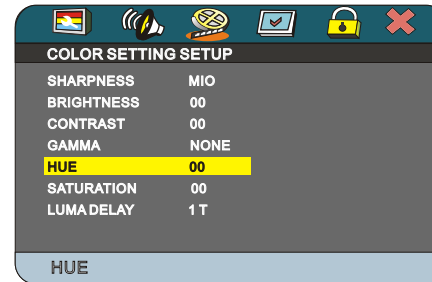 COLOR SETTING SETUP
SHARPNESS MIO
BRIGHTNESS 00
CONTRAST 00
GAMMA NONE
HUE 00
SATURATION 00
LUMA DELAY 1 T
HUE